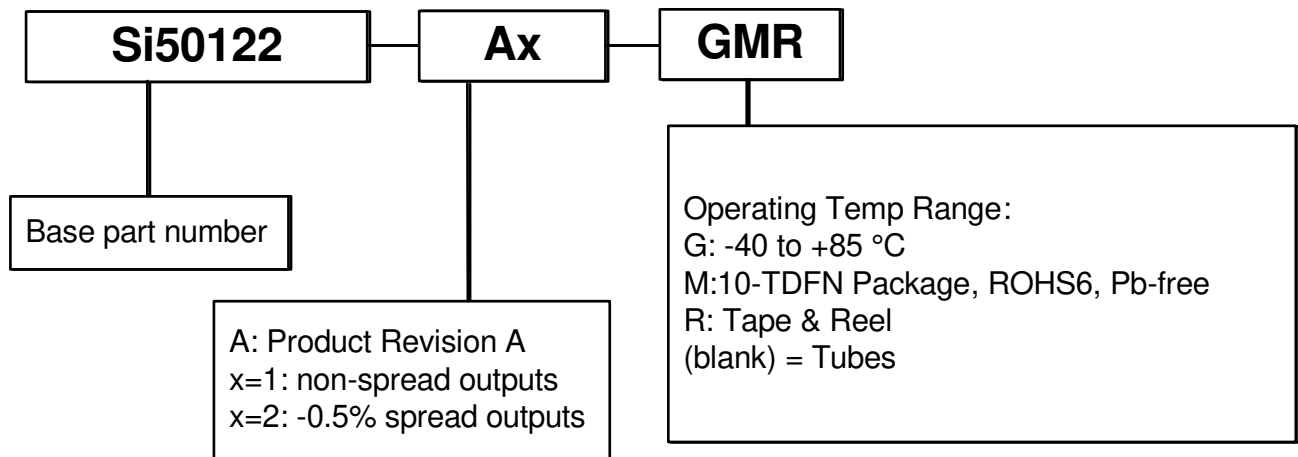 Si50122
Ax
GMR
Base part number
A: Product Revision A
x=1: non-spread outputs
x=2: -0.5% spread outputs
Operating Temp Range:
G: -40 to +85 °C
M:10-TDFN Package, ROHS6, Pb-free
R: Tape & Reel
(blank) = Tubes